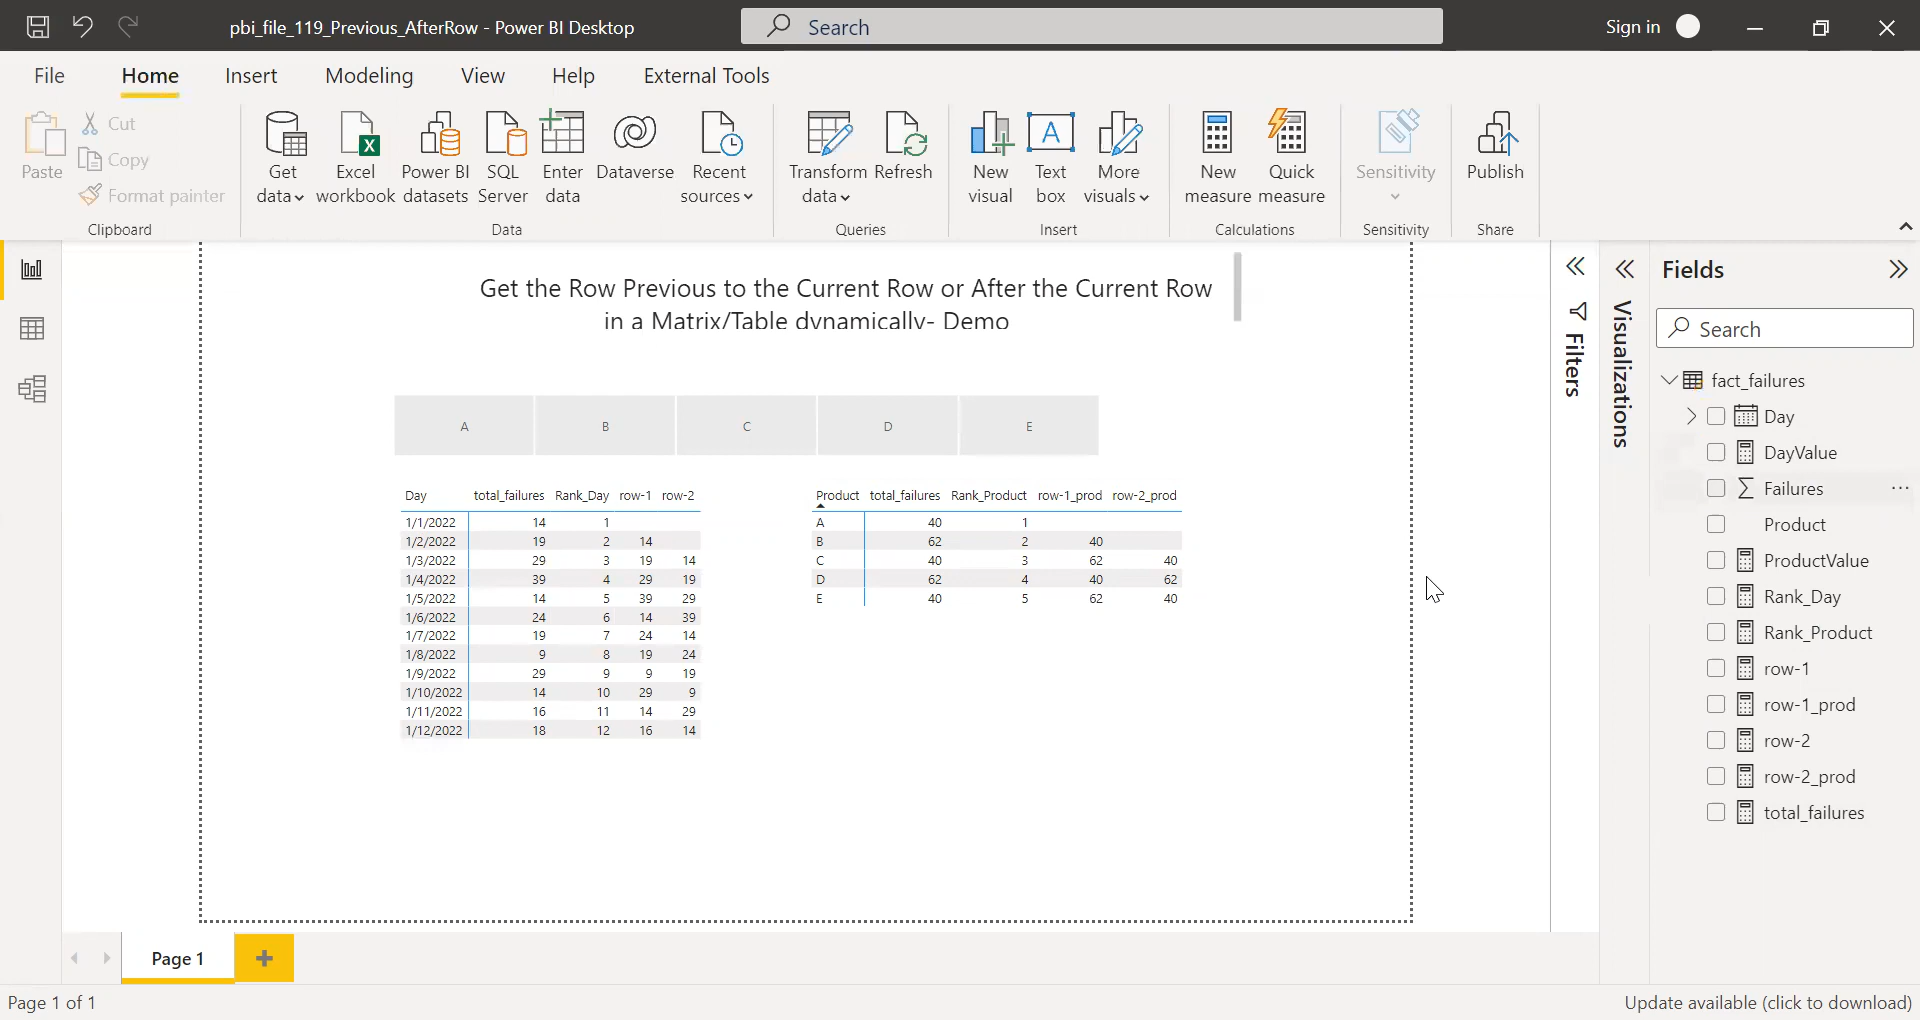 pbi_file_119_Previous_AfterRow - Power BI Desktop
Search
Sign in
File Home Insert Modeling View Help External Tools
Paste
Cut
Copy
Format painter
Clipboard
Get data
Excel workbook
Power BI datasets
SQL Server
Enter data
Dataverse
Recent sources
Data
Transform data
Refresh
Queries
New visual
Text box
A
More visuals
Insert
New measure
Quick measure
Calculations
Sensitivity
Sensitivity
Publish
Share
Get the Row Previous to the Current Row or After the Current Row
in a Matrix/Table dynamically- Demo
A B C D E
Day total_failures Rank_Day row-1 row-2
1/1/2022 14 1
1/2/2022 19 2 14
1/3/2022 29 3 19 14
1/4/2022 39 4 29 19
1/5/2022 14 5 39 29
1/6/2022 24 6 14 39
1/7/2022 19 7 24 14
1/8/2022 9 8 19 24
1/9/2022 29 9 9 19
1/10/2022 14 10 29 9
1/11/2022 16 11 14 29
1/12/2022 18 12 16 14
Product total_failures Rank_Product row-1_prod row-2_prod
A 40 1
B 62 2 40
C 40 3 62 40
D 62 4 40 62
E 40 5 62 40
Filters
Visualizations
Fields
Search
fact_failures
Day
DayValue
Failures
Product
ProductValue
Rank_Day
Rank_Product
row-1
row-1_prod
row-2
row-2_prod
total_failures
Page 1
Page 1 of 1
Update available (click to download)